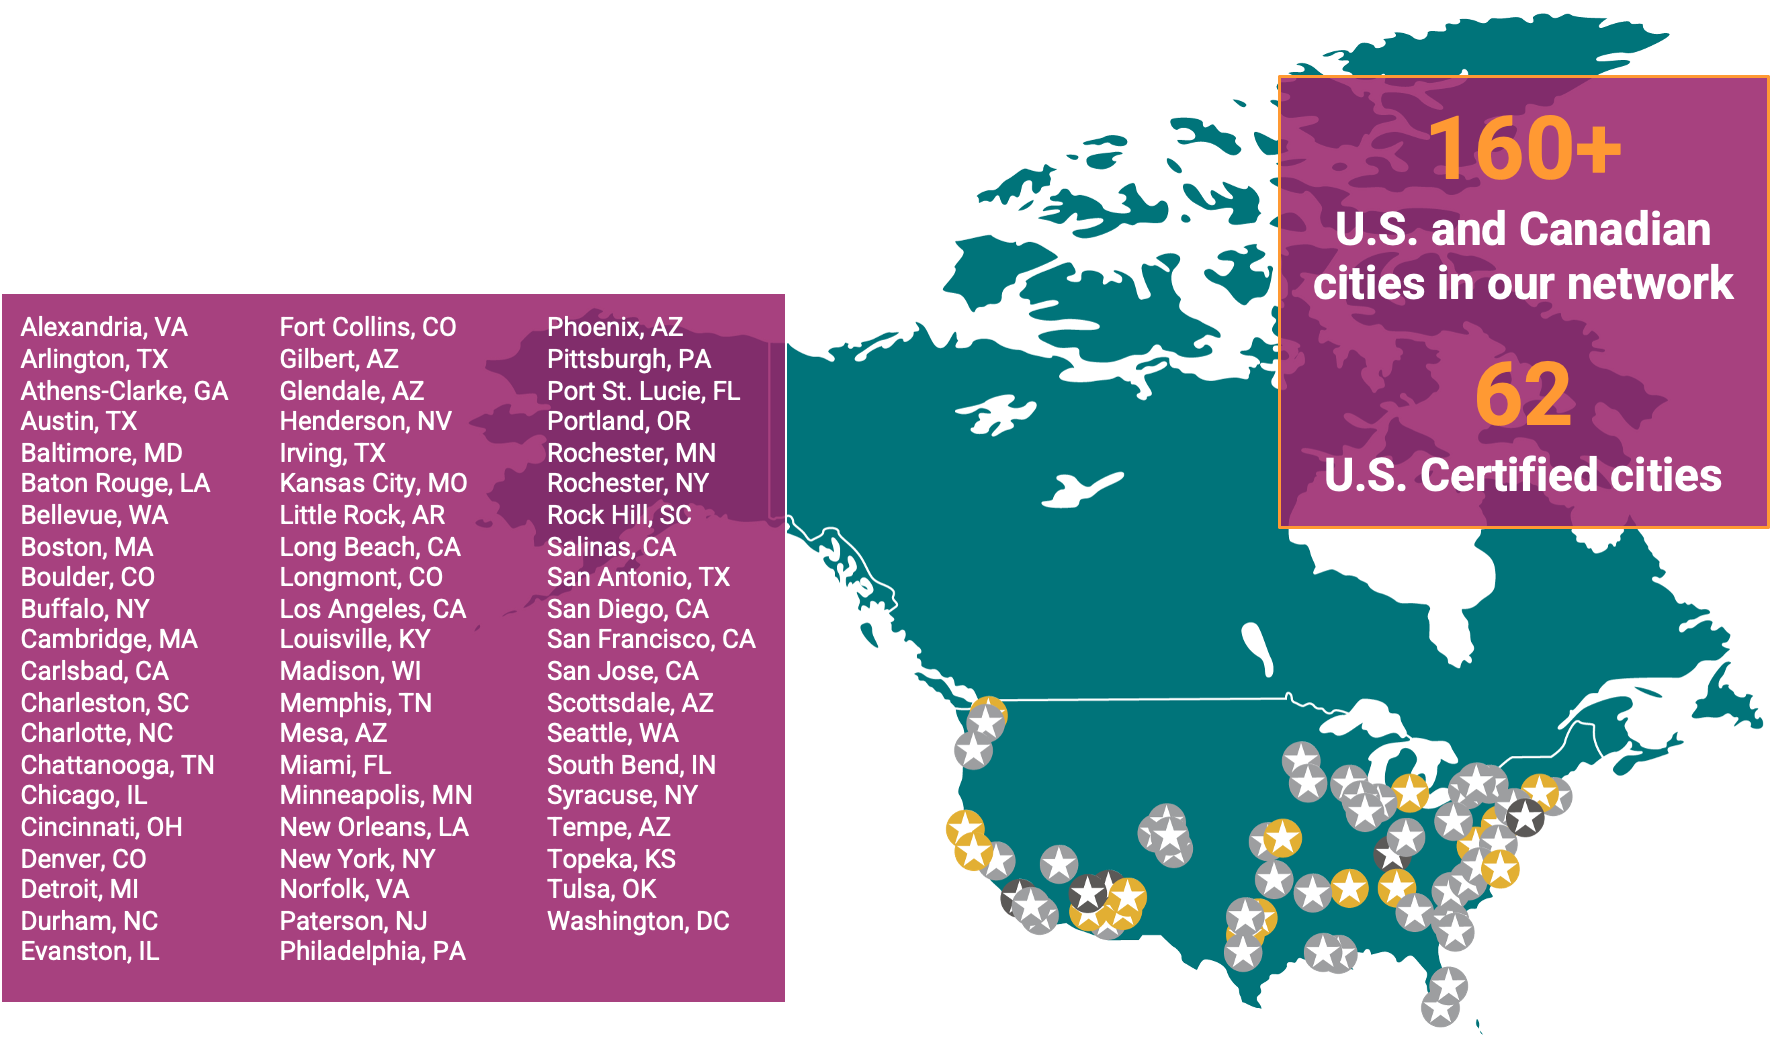 160+
U.S. and Canadian
cities in our network
62
U.S. Certified cities
Alexandria, VA
Arlington, TX
Athens-Clarke, GA
Austin, TX
Baltimore, MD
Baton Rouge, LA
Bellevue, WA
Boston, MA
Boulder, CO
Buffalo, NY
Cambridge, MA
Carlsbad, CA
Charleston, SC
Charlotte, NC
Chattanooga, TN
Chicago, IL
Cincinnati, OH
Denver, CO
Detroit, MI
Durham, NC
Evanston, IL
Fort Collins, CO
Gilbert, AZ
Glendale, AZ
Henderson, NV
Irving, TX
Kansas City, MO
Little Rock, AR
Long Beach, CA
Longmont, CO
Los Angeles, CA
Louisville, KY
Madison, WI
Memphis, TN
Mesa, AZ
Miami, FL
Minneapolis, MN
New Orleans, LA
New York, NY
Norfolk, VA
Paterson, NJ
Philadelphia, PA
Phoenix, AZ
Pittsburgh, PA
Port St. Lucie, FL
Portland, OR
Rochester, MN
Rochester, NY
Rock Hill, SC
Salinas, CA
San Antonio, TX
San Diego, CA
San Francisco, CA
San Jose, CA
Scottsdale, AZ
Seattle, WA
South Bend, IN
Syracuse, NY
Tempe, AZ
Topeka, KS
Tulsa, OK
Washington, DC